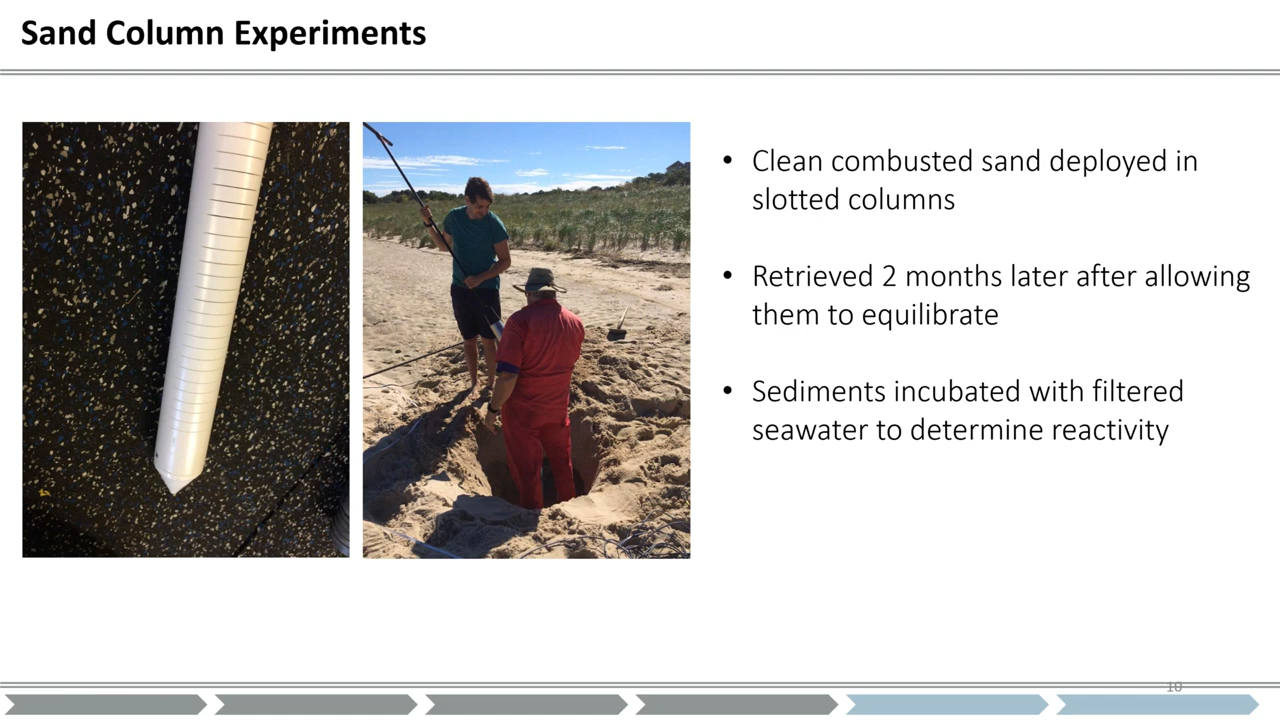 Sand Column Experiments
• Clean combusted sand deployed in
slotted columns
• Retrieved 2 months later after allowing
them to equilibrate
• Sediments incubated with filtered
seawater to determine reactivity
10